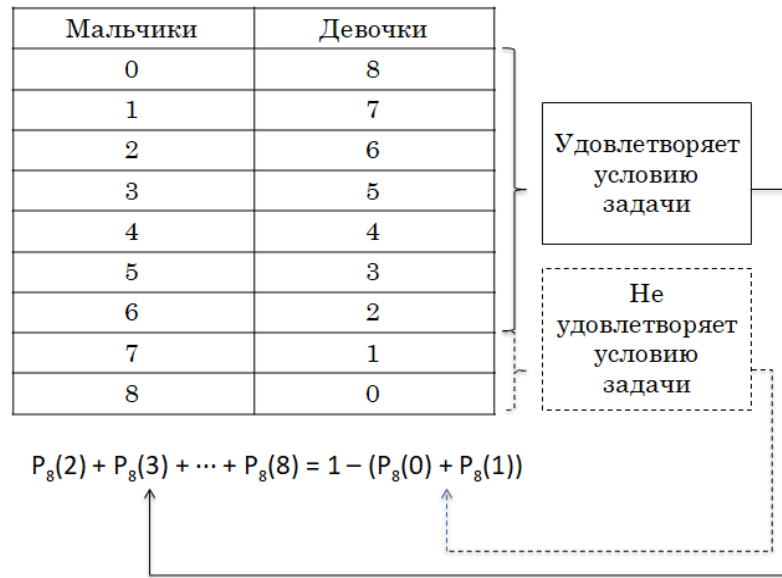 Мальчики Девочки
0 8
1 7
2 6
3 5
4 4
5 3
6 2
7 1
8 0
Удовлетворяет
условию
задачи
Не
удовлетворяет
условию
задачи
P₈(2) + P₈(3) + ⋯ + P₈(8) = 1 – (P₈(0) + P₈(1))